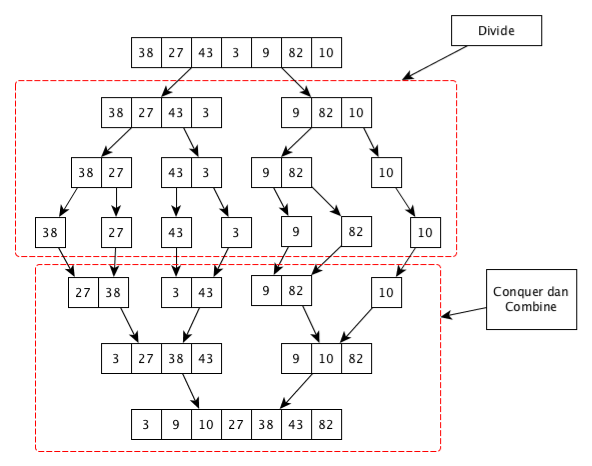 Divide
38 27 43 3 9 82 10
38 27 43 3 9 82 10
38 27 43 3 9 82 10
38 27 43 3 9 82 10
27 38 3 43 9 82 10
Conquer dan
Combine
3 27 38 43 9 10 82
3 9 10 27 38 43 82